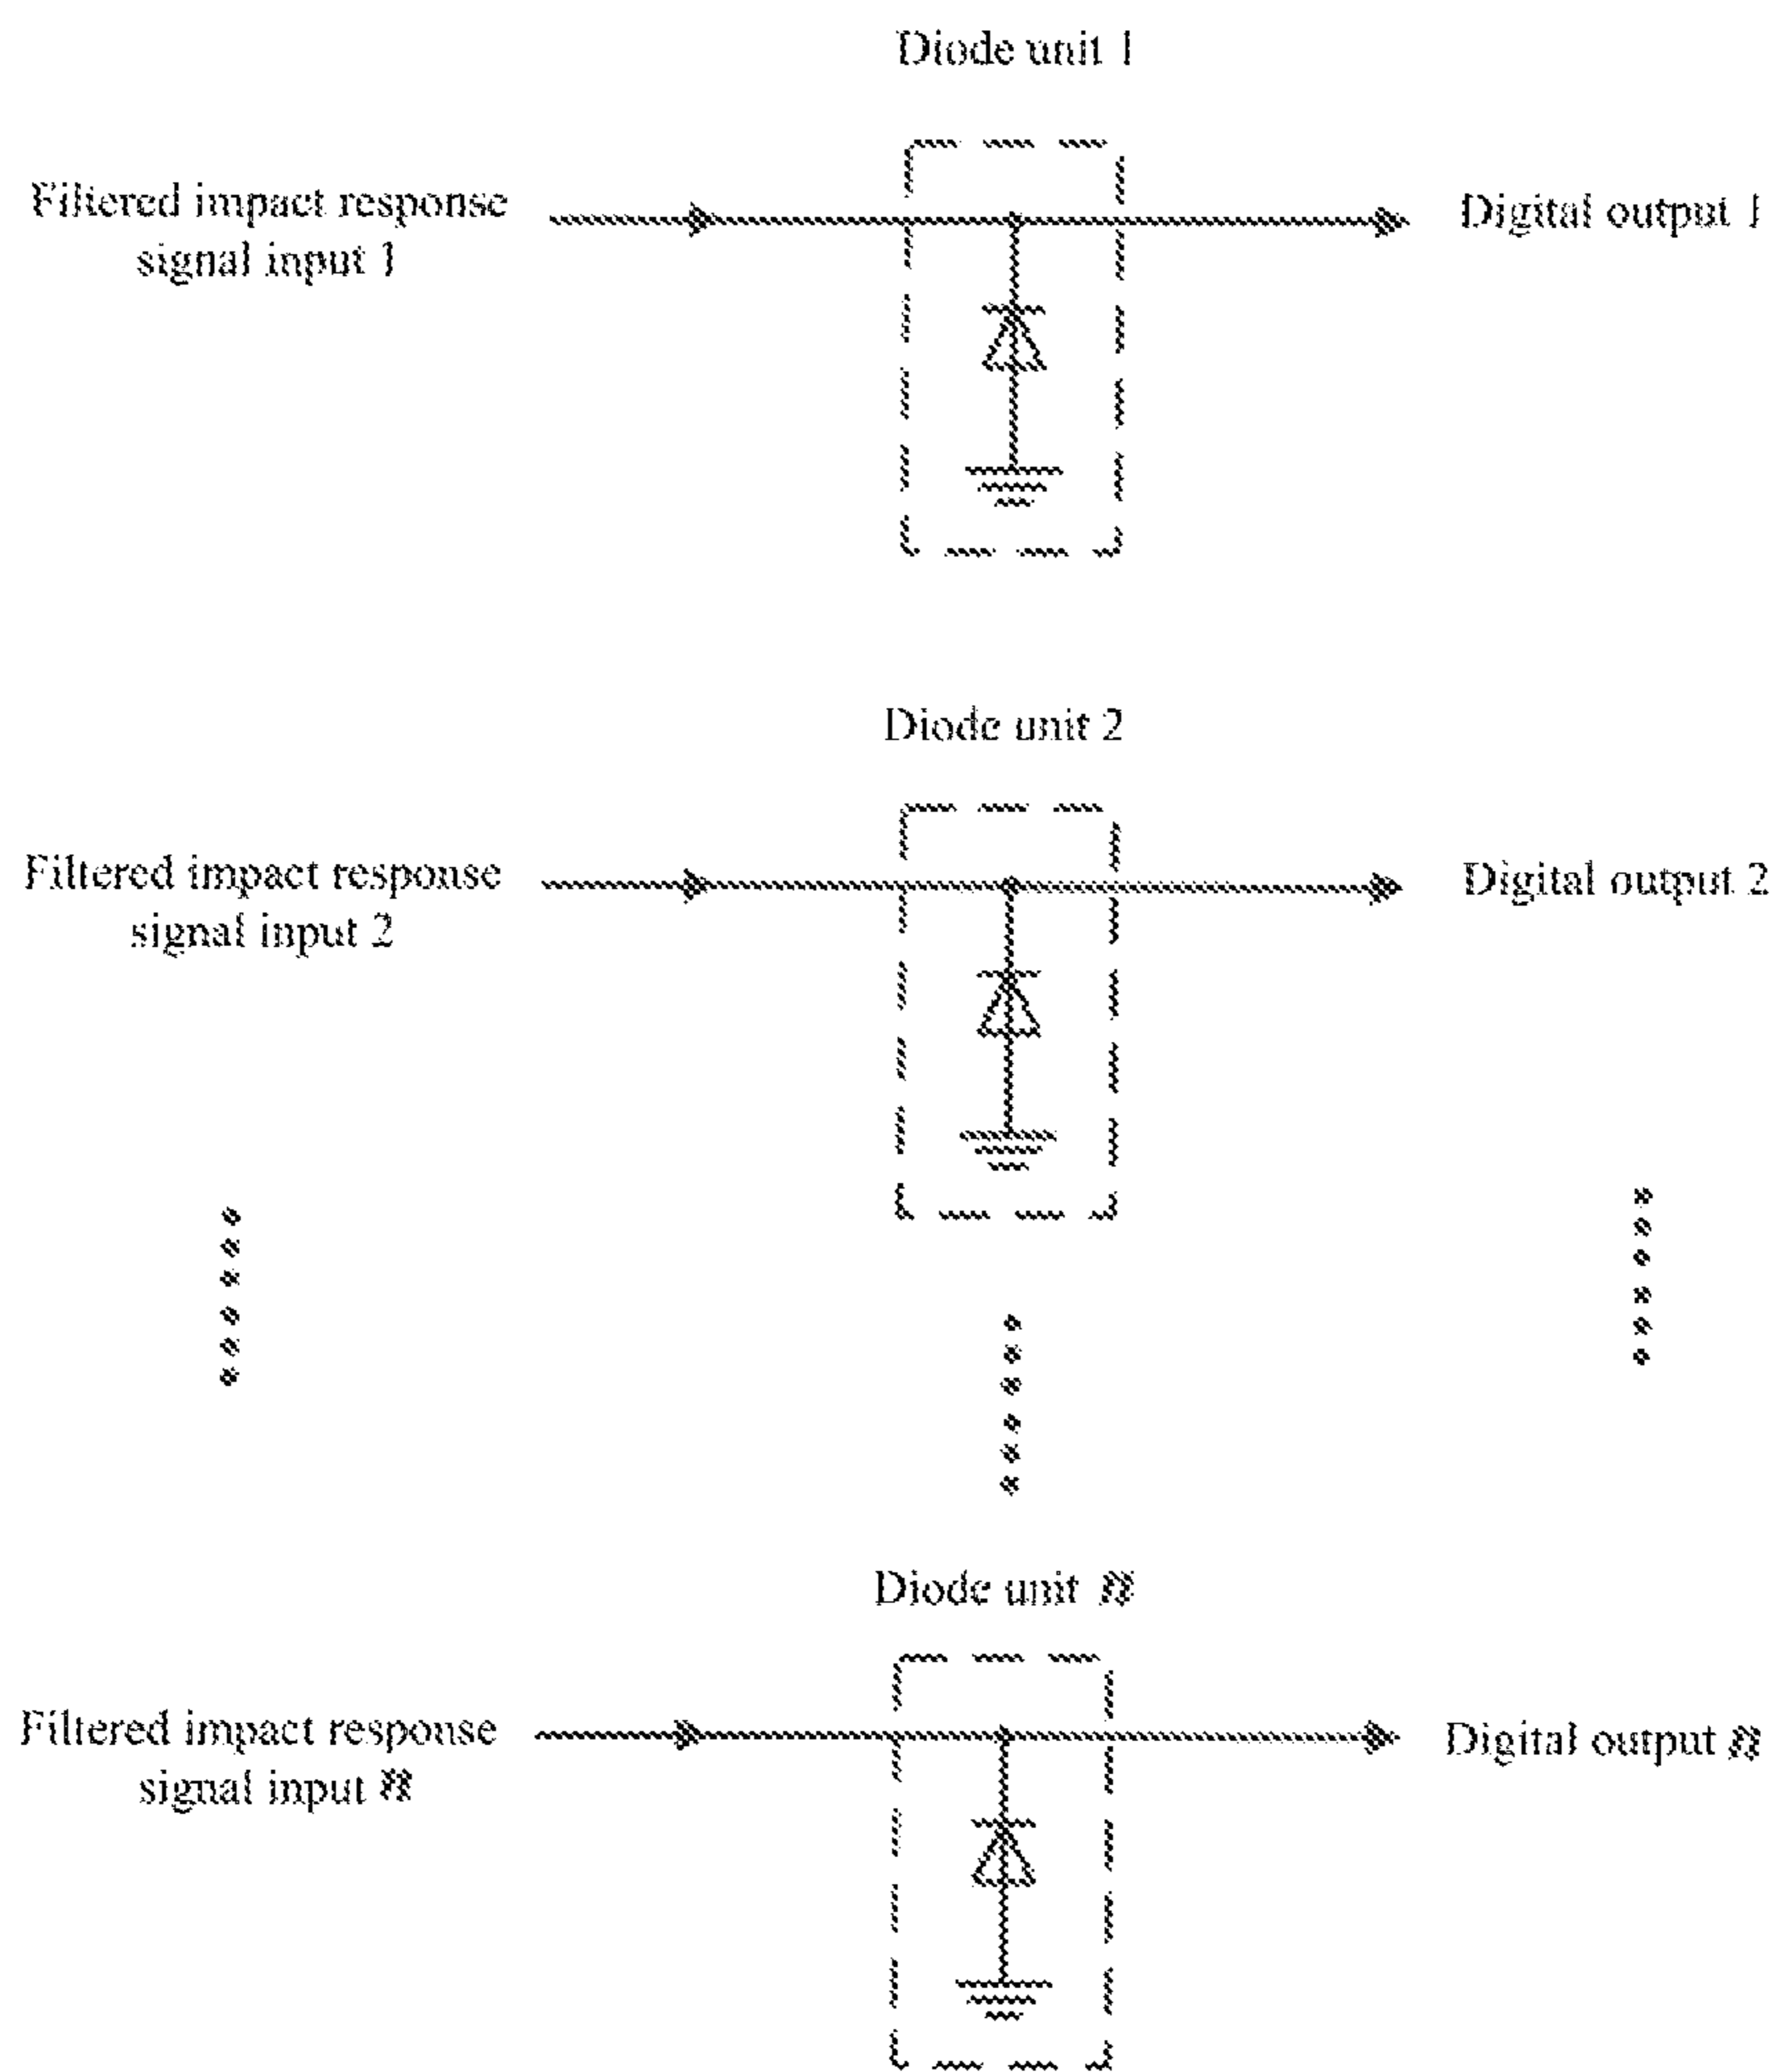 Diode unit 1
Filtered impact response
signal input 1
Digital output 1
Diode unit 2
Filtered impact response
signal input 2
Digital output 2
Diode unit
Filtered impact response
signal input
Digital output